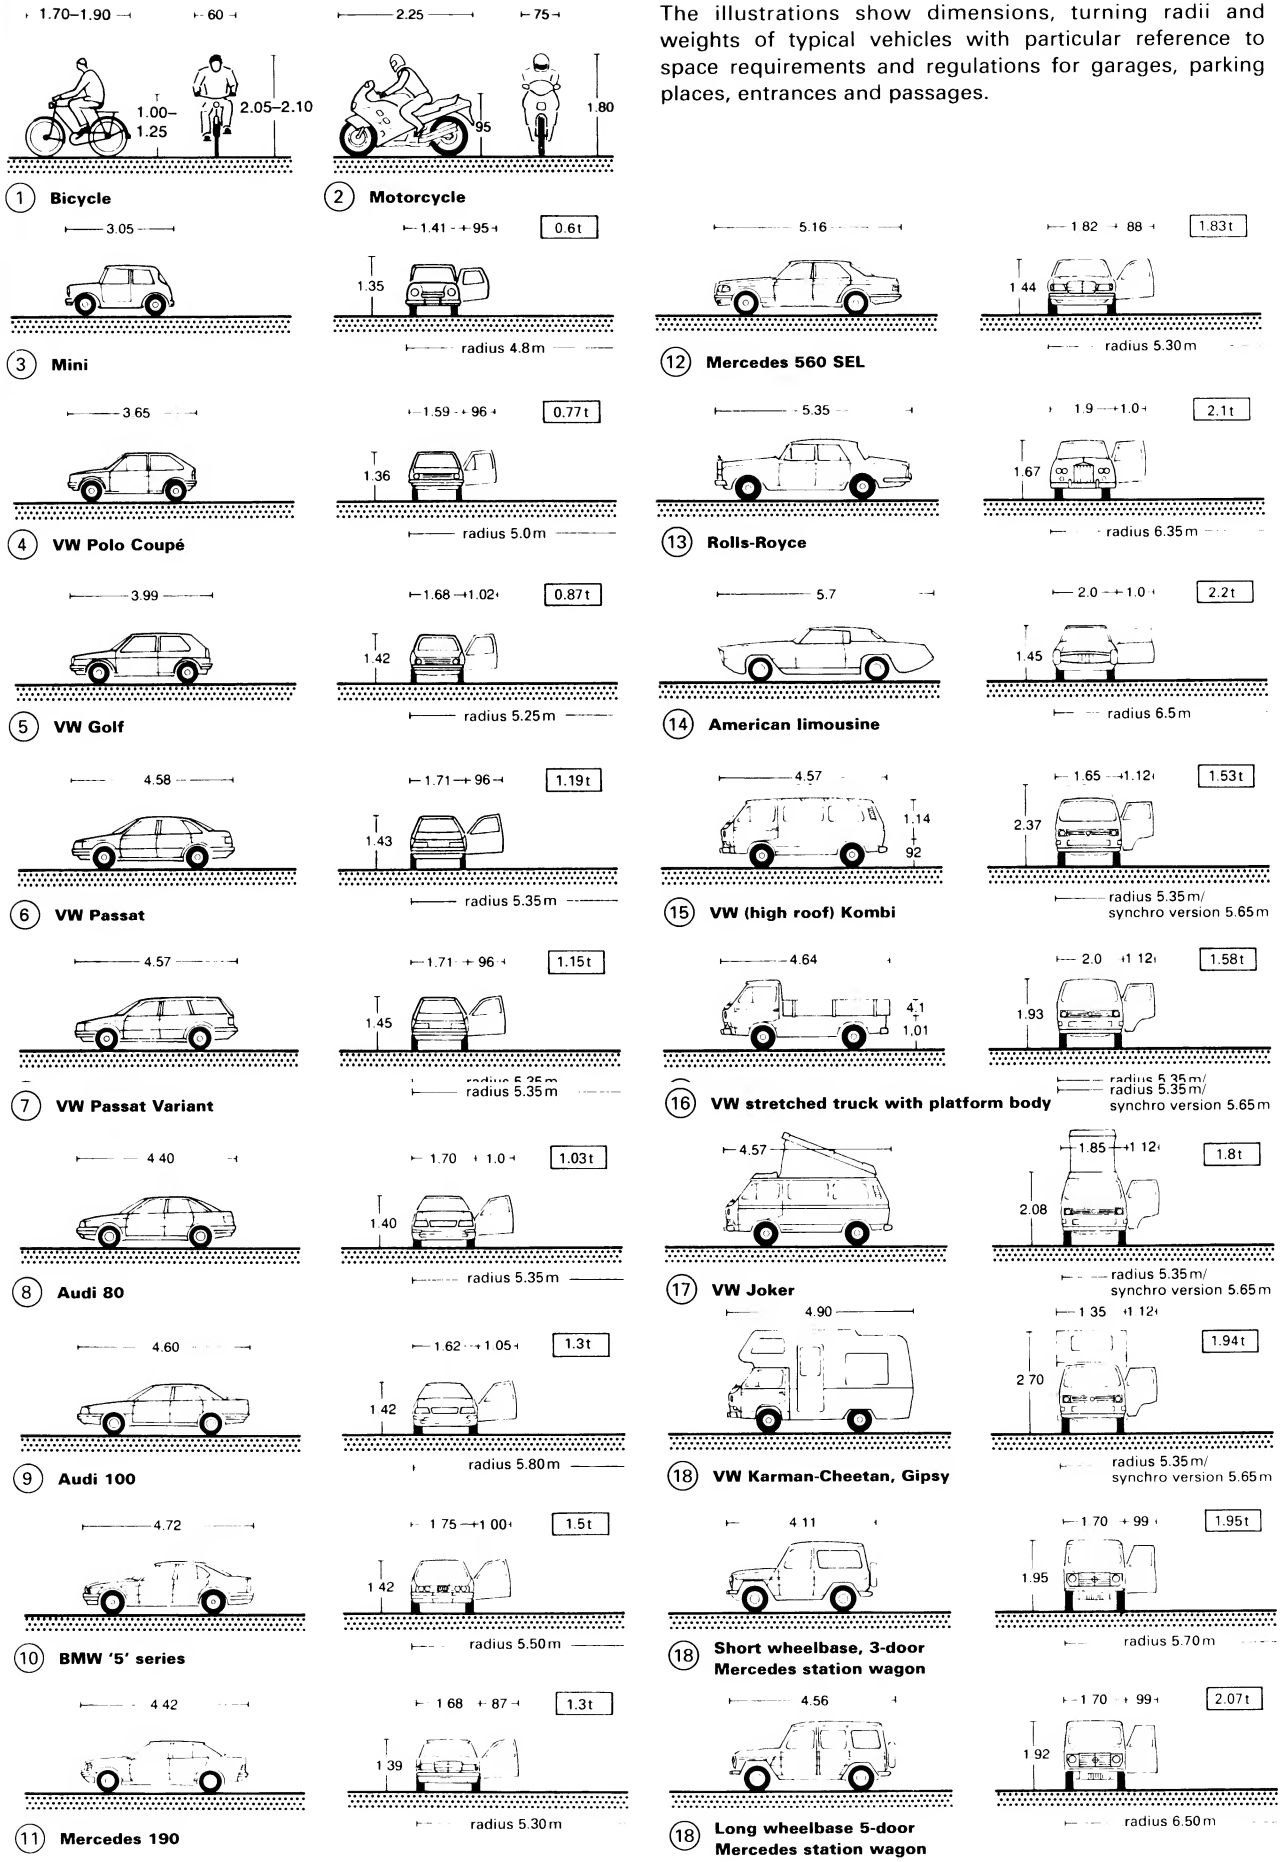 1.70–1.90
60
2.25
75
The illustrations show dimensions, turning radii and
weights of typical vehicles with particular reference to
space requirements and regulations for garages, parking
places, entrances and passages.
1.00–
1.25
2.05–2.10
95
1.80
1 Bicycle
2 Motorcycle
3.05
1.41 95
0.6t
1.35
radius 4.8m
3 Mini
3 65
1.59 96
0.77t
1.36
radius 5.0m
4 VW Polo Coupé
3.99
1.68 1.02
0.87t
1.42
radius 5.25m
5 VW Golf
4.58
1.71 96
1.19t
1.43
radius 5.35m
6 VW Passat
4.57
1.71 96
1.15t
1.45
radius 5.35m
radius 5.35m
7 VW Passat Variant
4 40
1.70 1.0
1.03t
1.40
radius 5.35m
8 Audi 80
4.60
1.62 1.05
1.3t
1 42
radius 5.80m
9 Audi 100
4.72
1 75 1 00
1.5t
1 42
radius 5.50m
10 BMW ‘5’ series
4 42
1 68 87
1.3t
1 39
radius 5.30m
11 Mercedes 190
5.16
1 82 88
1.83t
1 44
radius 5.30m
12 Mercedes 560 SEL
5.35
1.9 1.0
2.1t
1.67
radius 6.35m
13 Rolls-Royce
5.7
2.0 1.0
2.2t
1.45
radius 6.5m
14 American limousine
4.57
1.65 1.12
1.53t
1.14
92
2.37
radius 5.35m/
synchro version 5.65m
15 VW (high roof) Kombi
4.64
2.0 1 12
1.58t
4.1
1,01
1.93
radius 5.35m/
radius 5.35m/
synchro version 5.65m
16 VW stretched truck with platform body
4.57
1.85 1 12
1.8t
2.08
radius 5.35m/
synchro version 5.65m
17 VW Joker
4.90
1 35 1 12
1.94t
2 70
radius 5.35m/
synchro version 5.65m
18 VW Karman-Cheetan, Gipsy
4 11
1.70 99
1.95t
1.95
radius 5.70m
18 Short wheelbase, 3-door
Mercedes station wagon
4.56
1 70 99
2.07t
1.92
radius 6.50m
18 Long wheelbase 5-door
Mercedes station wagon